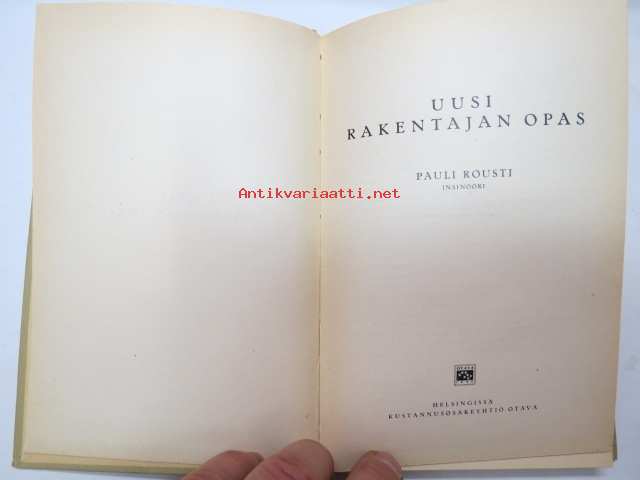 UUSI
RAKENTAJAN OPAS
PAULI ROUSTI
INSINÖÖRI
Antikvariaatti.net
HELSINGISSÄ
KUSTANNUSOSAKEYHTIÖ OTAVA